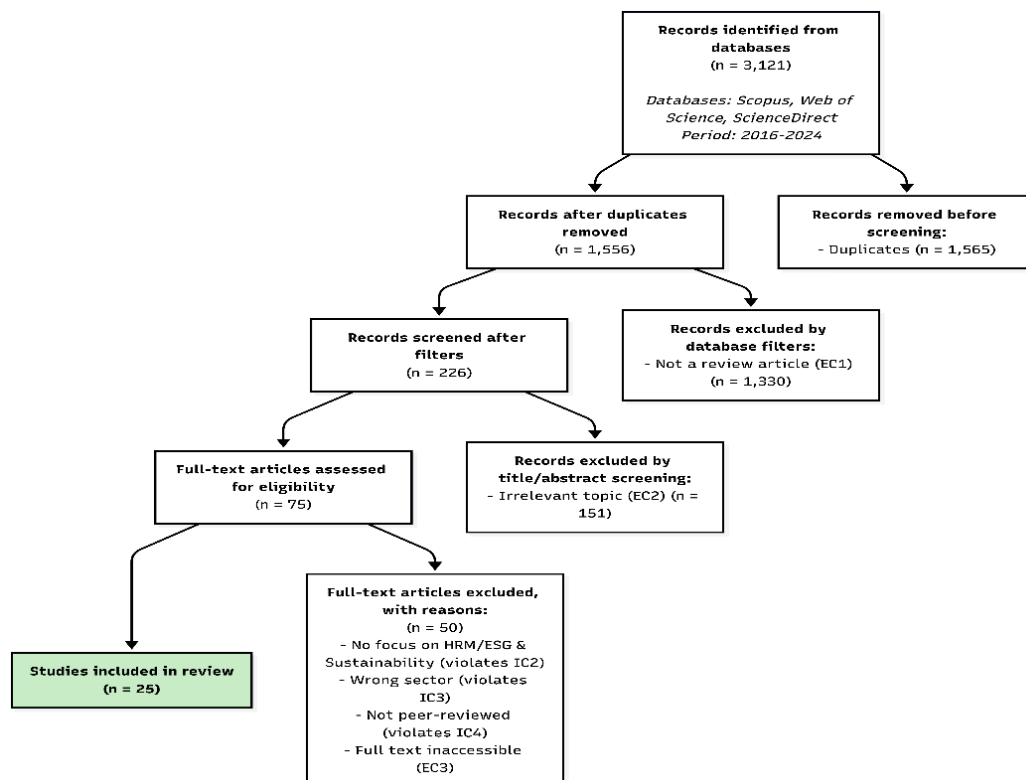 Records identified from
databases
(n = 3,121)
Databases: Scopus, Web of
Science, ScienceDirect
Period: 2016-2024
Records after duplicates
removed
(n = 1,556)
Records removed before
screening:
- Duplicates (n = 1,565)
Records screened after
filters
(n = 226)
Records excluded by
database filters:
- Not a review article (EC1)
(n = 1,330)
Full-text articles assessed
for eligibility
(n = 75)
Records excluded by
title/abstract screening:
- Irrelevant topic (EC2) (n =
151)
Studies included in review
(n = 25)
Full-text articles excluded,
with reasons:
(n = 50)
- No focus on HRM/ESG &
Sustainability (violates IC2)
- Wrong sector (violates
IC3)
- Not peer-reviewed
(violates IC4)
- Full text inaccessible
(EC3)